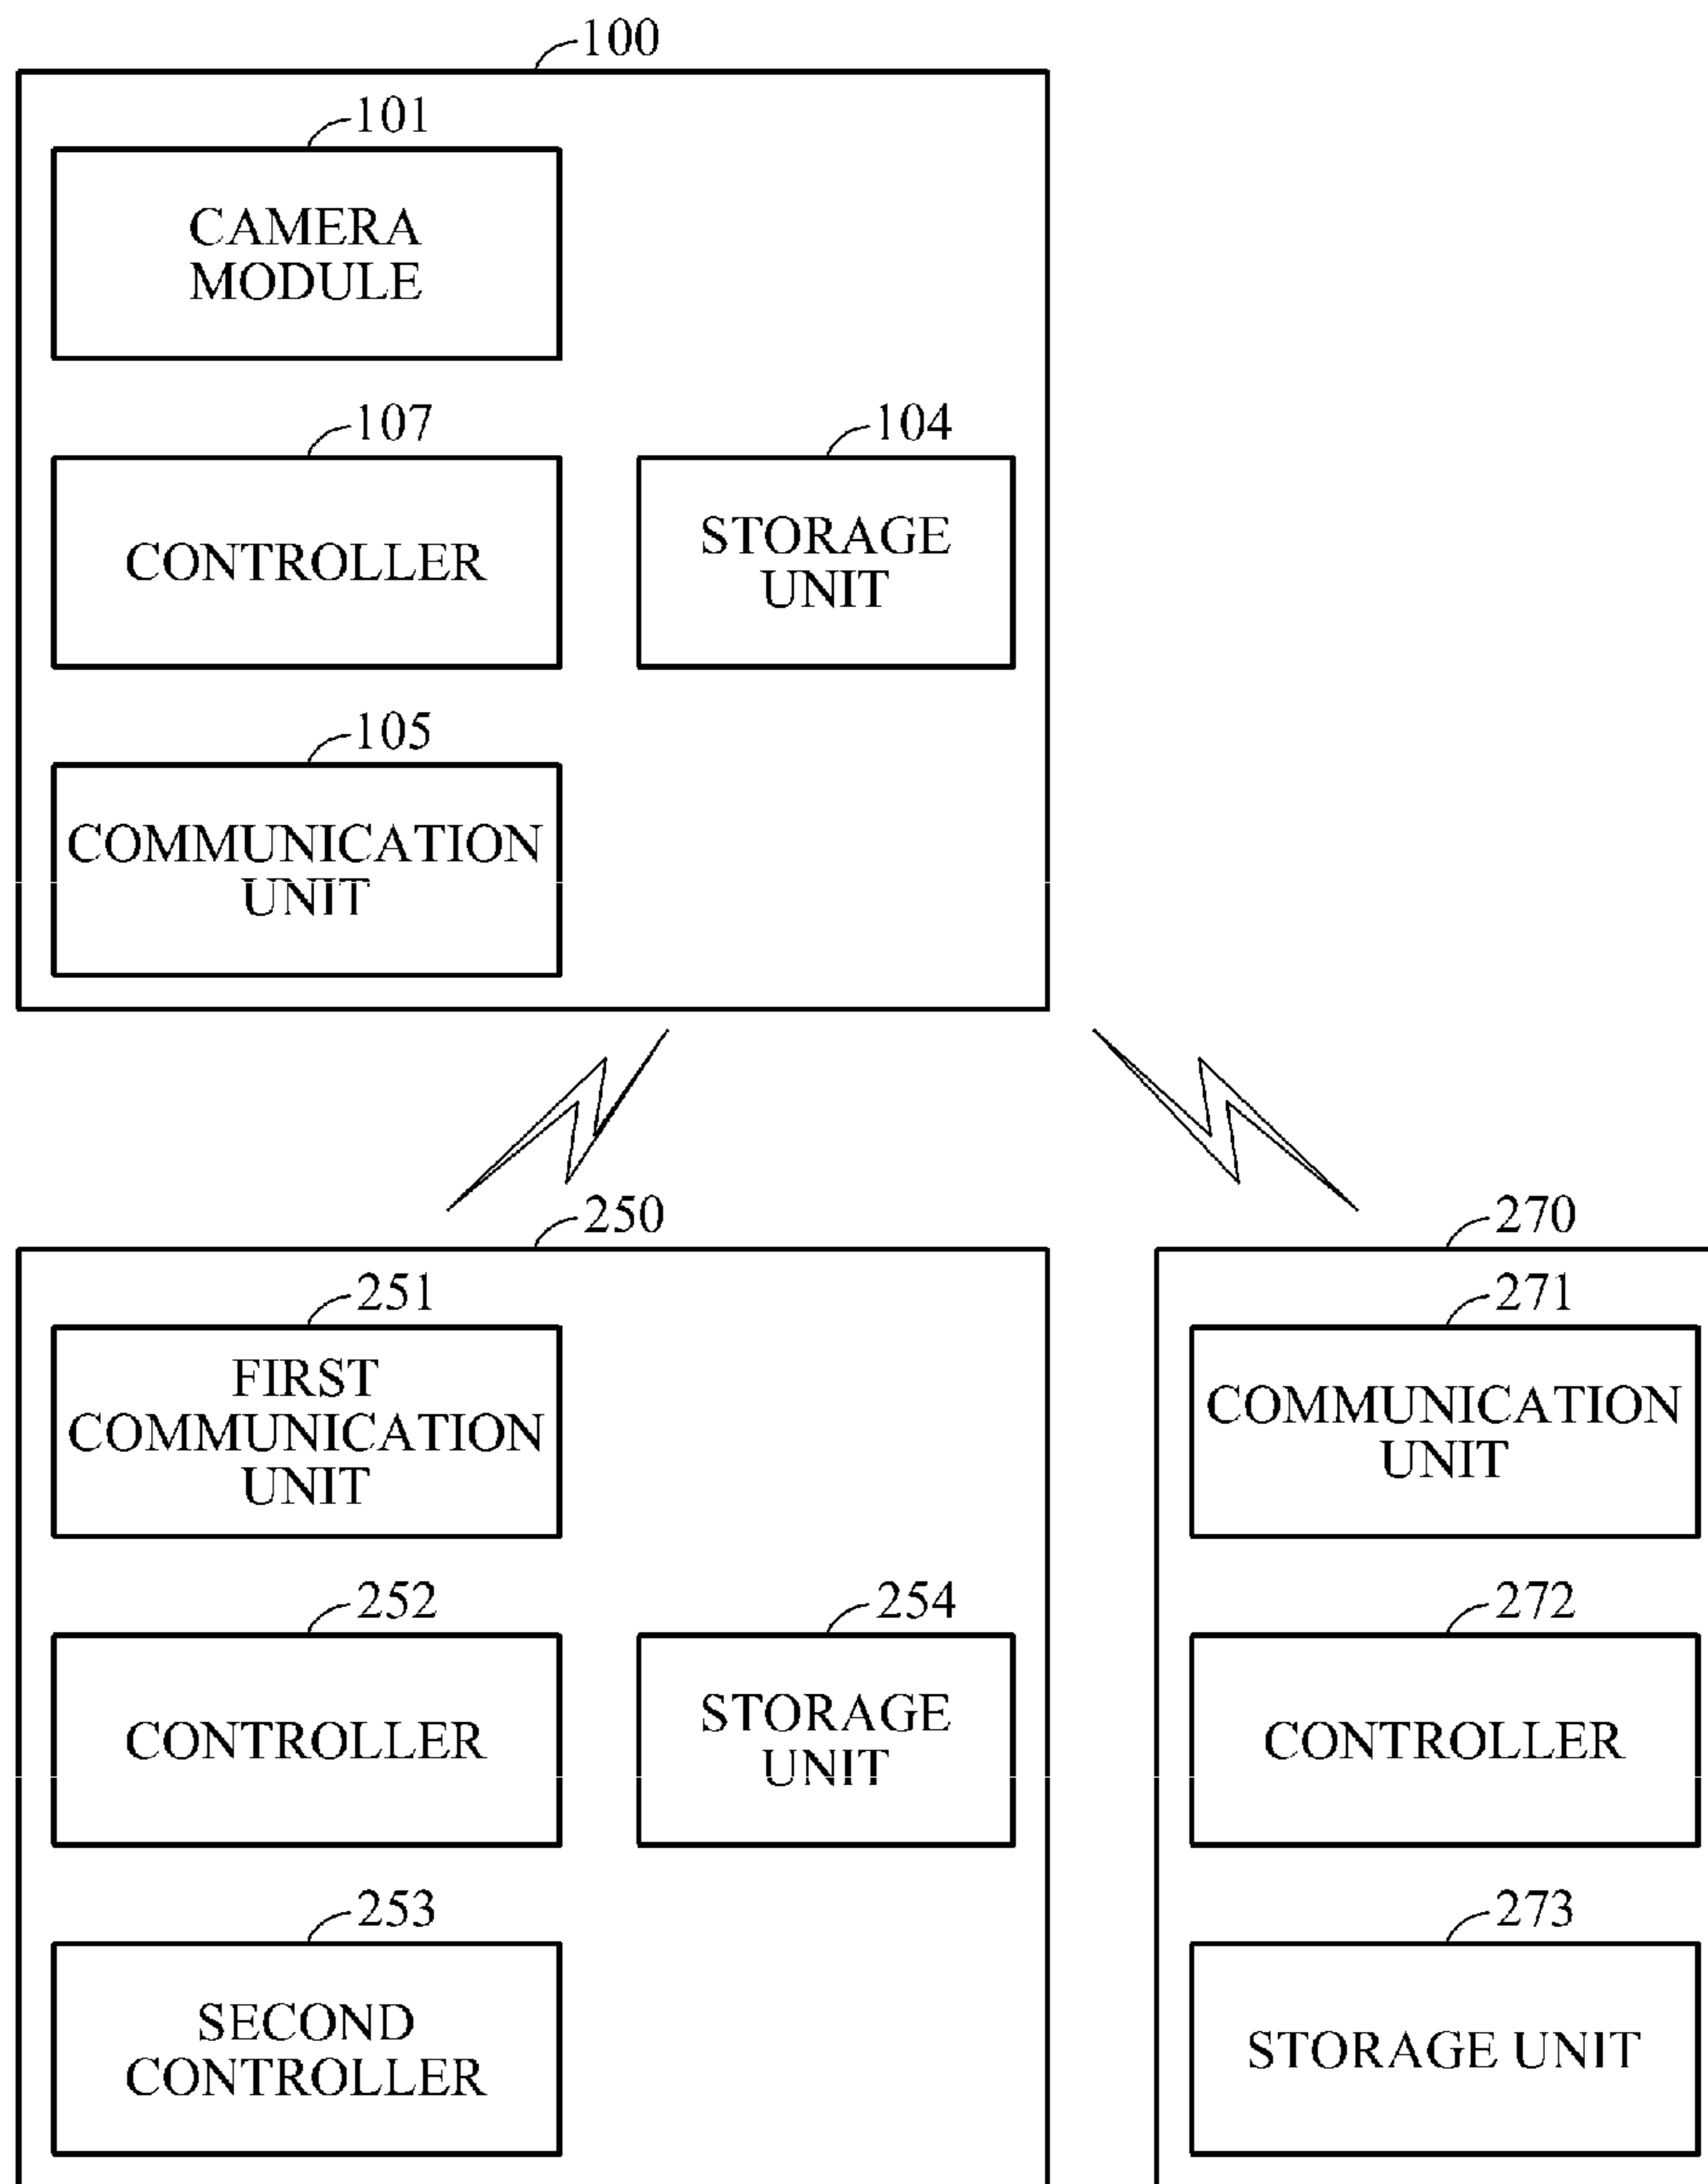 100
101
CAMERA
MODULE
107
CONTROLLER
104
STORAGE
UNIT
105
COMMUNICATION
UNIT
250
251
FIRST
COMMUNICATION
UNIT
252
CONTROLLER
254
STORAGE
UNIT
253
SECOND
CONTROLLER
270
271
COMMUNICATION
UNIT
272
CONTROLLER
273
STORAGE UNIT